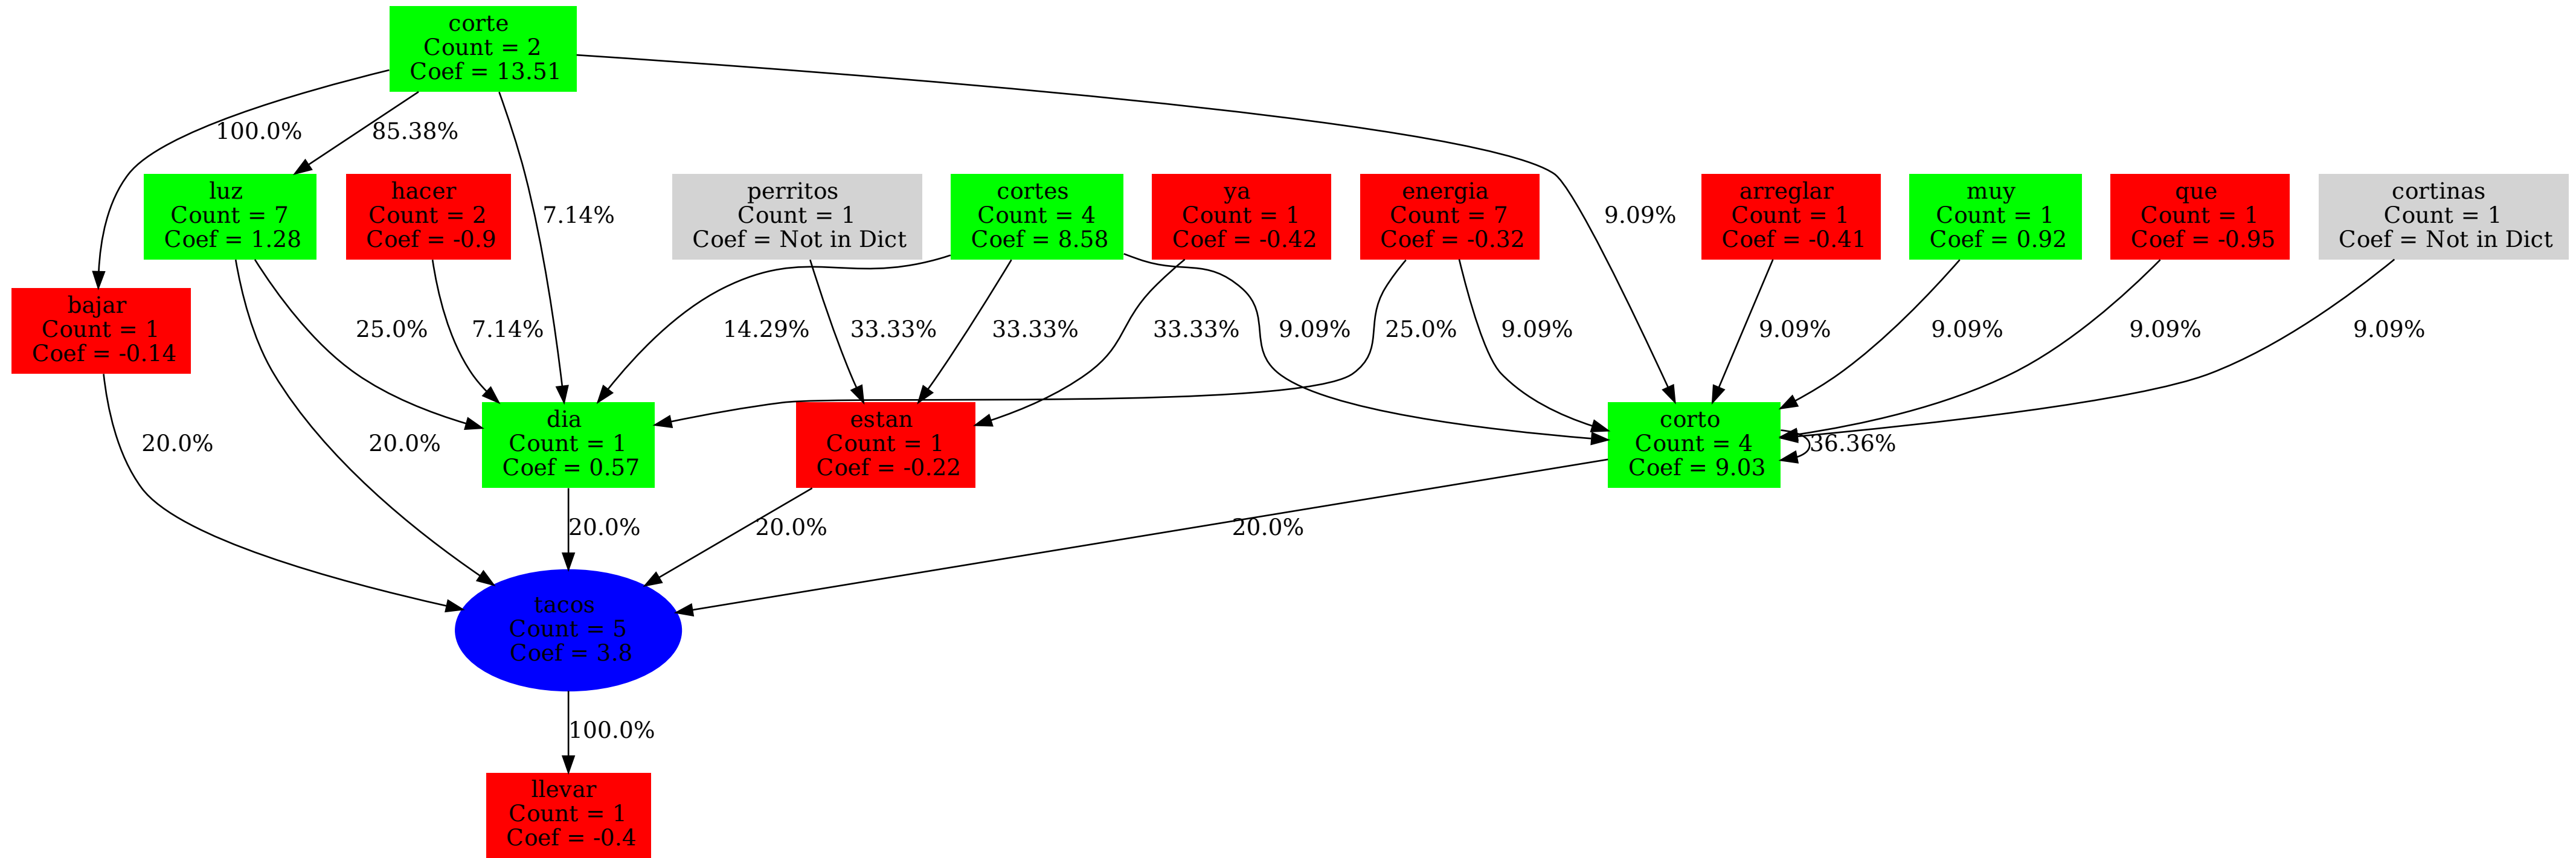 corte
Count = 2
Coef = 13.51
100.0%
85.38%
luz
Count = 7
Coef = 1.28
hacer
Count = 2
Coef = -0.9
7.14%
perritos
Count = 1
Coef = Not in Dict
cortes
Count = 4
Coef = 8.58
ya
Count = 1
Coef = -0.42
energia
Count = 7
Coef = -0.32
9.09%
arreglar
Count = 1
Coef = -0.41
muy
Count = 1
Coef = 0.92
que
Count = 1
Coef = -0.95
cortinas
Count = 1
Coef = Not in Dict
bajar
Count = 1
Coef = -0.14
25.0%
7.14%
14.29%
33.33%
33.33%
33.33%
9.09%
25.0%
9.09%
9.09%
9.09%
9.09%
9.09%
20.0%
20.0%
dia
Count = 1
Coef = 0.57
estan
Count = 1
Coef = -0.22
corto
Count = 4
Coef = 9.03
36.36%
20.0%
20.0%
20.0%
tacos
Count = 5
Coef = 3.8
100.0%
llevar
Count = 1
Coef = -0.4